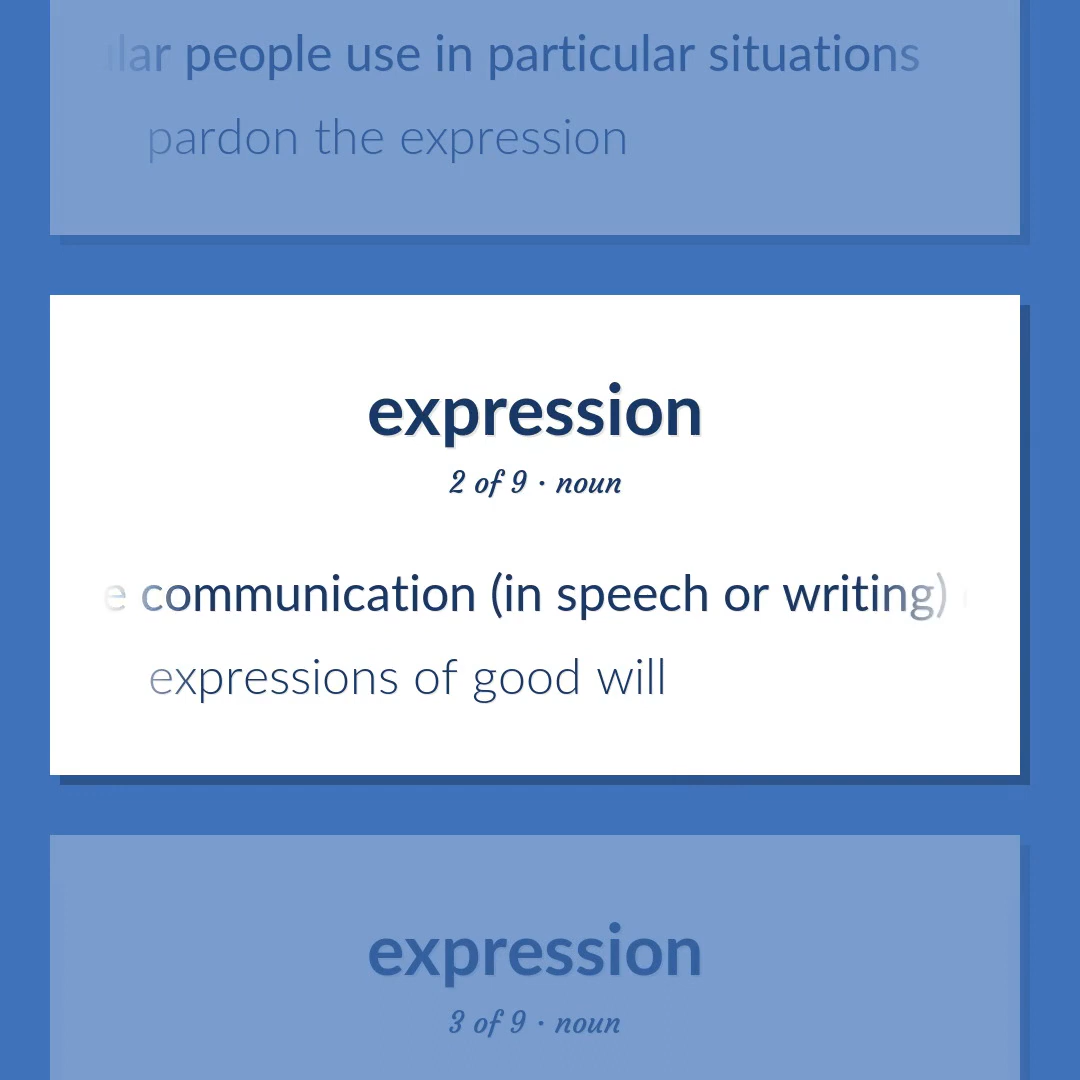 people use in particular situations
pardon the expression
expression
2 of 9 · noun
communication (in speech or writing)
expressions of good will
expression
3 of 9 · noun